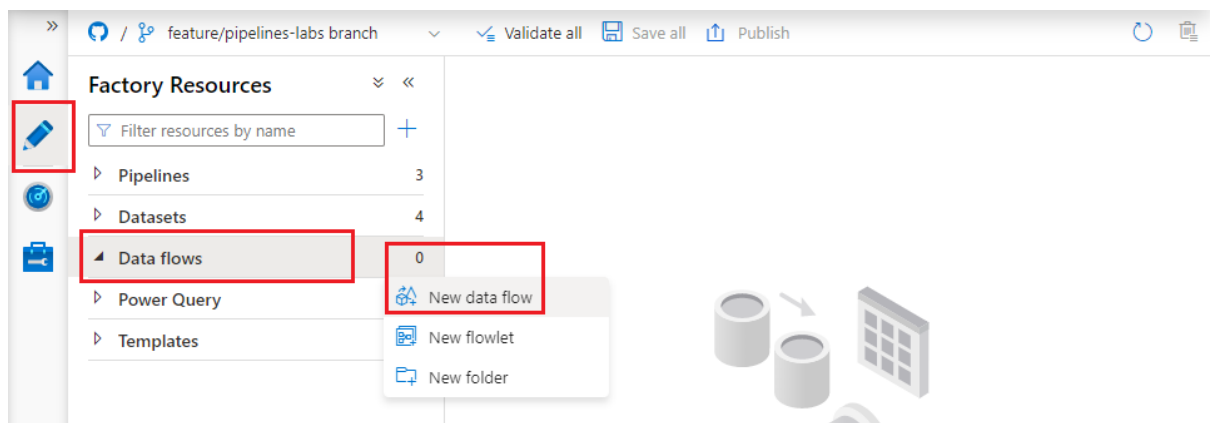 » / feature/pipelines-labs branch Validate all Save all Publish
Factory Resources «
Filter resources by name +
Pipelines 3
Datasets 4
Data flows 0
New data flow
Power Query
New flowlet
Templates
New folder